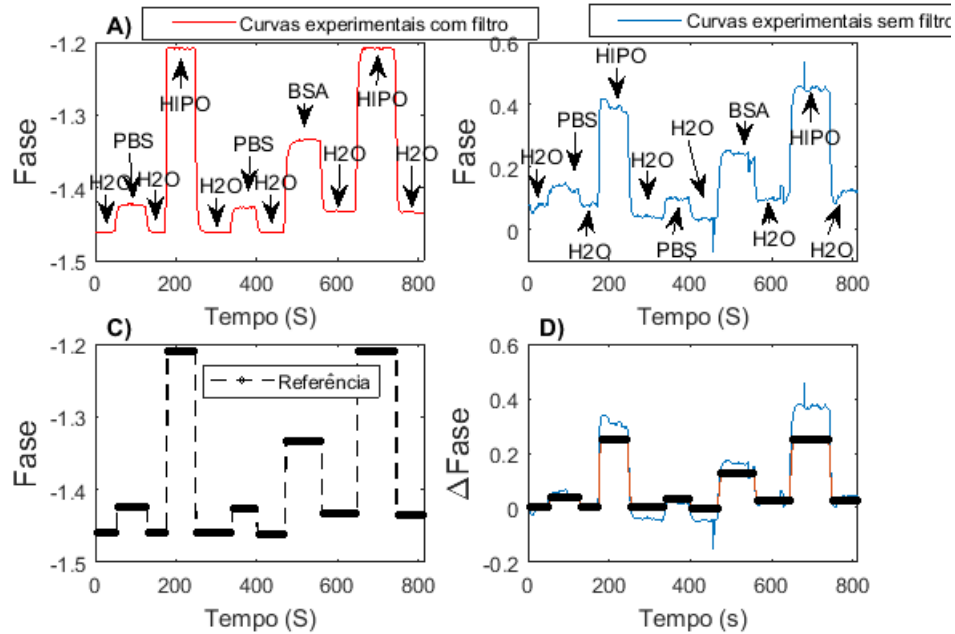 A)
Curvas experimentais com filtro
Curvas experimentais sem filtro
-1.2
-1.3
-1.4
-1.5
Fase
H2O
PBS
H2O
HIPO
H2O
PBS
H2O
BSA
H2O
HIPO
H2O
0 200 400 600 800
Tempo (S)
0.6
0.4
0.2
0
Fase
H2O
PBS
H2O
HIPO
H2O
PBS
H2O
BSA
H2O
HIPO
H2O
0 200 400 600 800
Tempo (S)
C)
-1.2
-1.3
-1.4
-1.5
Fase
Referência
0 200 400 600 800
Tempo (S)
D)
0.6
0.4
0.2
0
-0.2
ΔFase
0 200 400 600 800
Tempo (s)